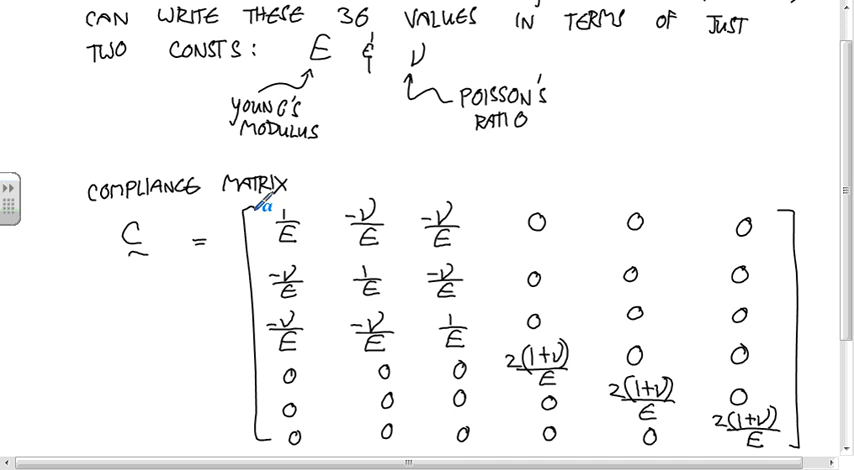 CAN WRITE THESE 36 VALUES IN TERMS OF JUST
TWO CONSTS: E & ν
YOUNG'S
MODULUS
POISSON'S
RATIO
COMPLIANCE MATRIX
C =
1/E -ν/E -ν/E 0 0 0
-ν/E 1/E -ν/E 0 0 0
-ν/E -ν/E 1/E 0 0 0
0 0 0 2(1+ν)/E 0 0
0 0 0 0 2(1+ν)/E 0
0 0 0 0 0 2(1+ν)/E